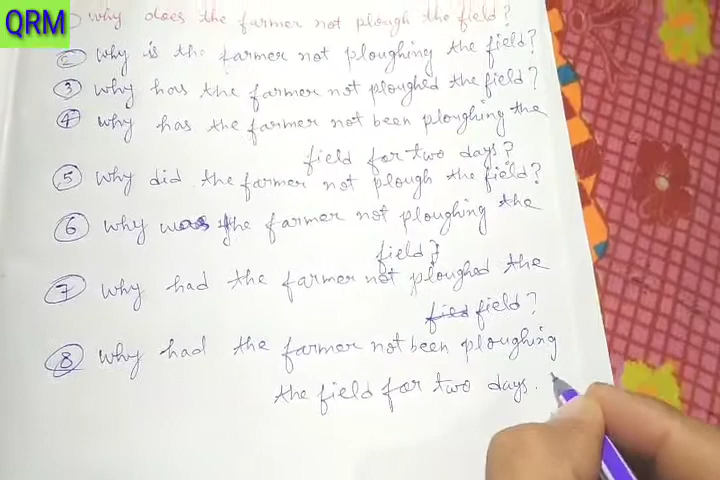 QRM
why does the farmer not plough the field?
② why is the farmer not ploughing the field?
③ why has the farmer not ploughed the field?
④ why has the farmer not been ploughing the
field for two days?
⑤ why did the farmer not plough the field?
⑥ why was the farmer not ploughing the
field?
⑦ why had the farmer not ploughed the
field?
⑧ why had the farmer not been ploughing
the field for two days.